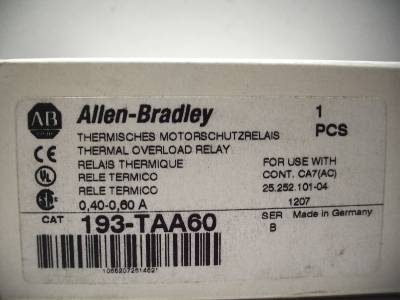 AB
Allen-Bradley
1
PCS
THERMISCHES MOTORSCHUTZRELAIS
THERMAL OVERLOAD RELAY
RELAIS THERMIQUE
FOR USE WITH
RELE TERMICO
CONT. CA7(AC)
RELE TERMICO
25.252.101-04
0,40-0,60 A
1207
CAT
193-TAA60
SER
Made in Germany
B
CE
UL